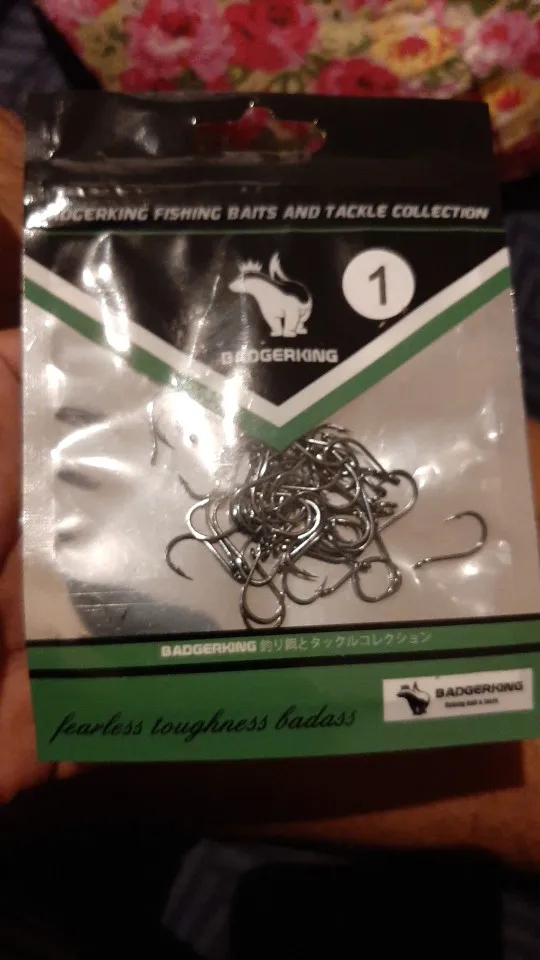 BADGERKING FISHING BAITS AND TACKLE COLLECTION
1
BADGERKING
BADGERKING 釣り餌とタックルコレクション
fearless toughness badass
BADGERKING